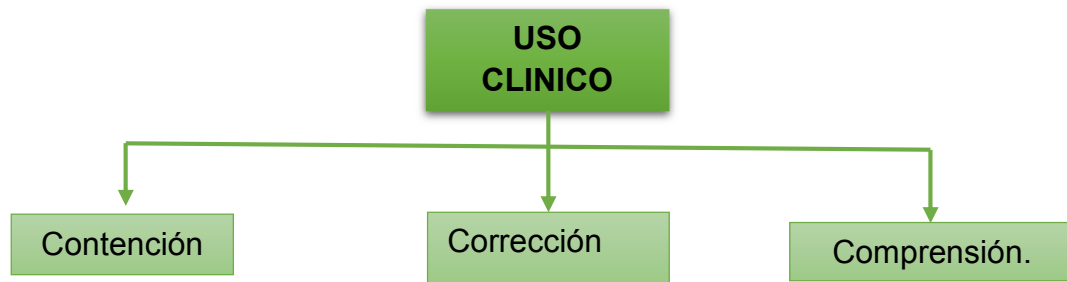 USO
CLINICO
Contención
Corrección
Comprensión.